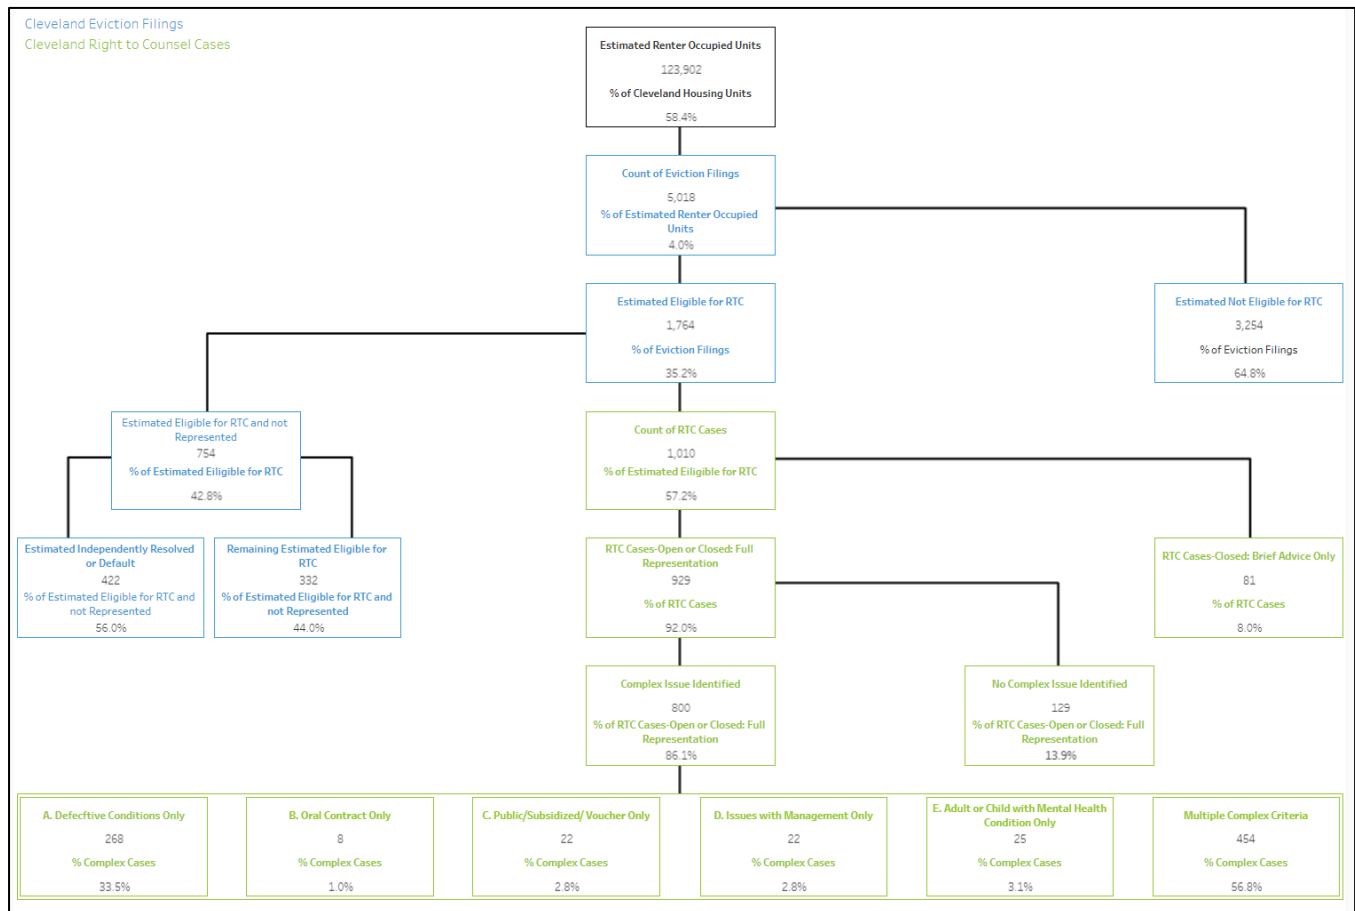 Cleveland Eviction Filings
Cleveland Right to Counsel Cases
Estimated Renter Occupied Units
123,902
% of Cleveland Housing Units
58.4%
Count of Eviction Filings
5,018
% of Estimated Renter Occupied
Units
4.0%
Estimated Eligible for RTC
1,764
% of Eviction Filings
35.2%
Estimated Not Eligible for RTC
3,254
% of Eviction Filings
64.8%
Estimated Eligible for RTC and not
Represented
754
% of Estimated Eiligible for RTC
42.8%
Count of RTC Cases
1,010
% of Estimated Eiligible for RTC
57.2%
Estimated Independently Resolved
or Default
422
% of Estimated Eligible for RTC and
not Represented
56.0%
Remaining Estimated Eligible for
RTC
332
% of Estimated Eligible for RTC and
not Represented
44.0%
RTC Cases-Open or Closed: Full
Representation
929
% of RTC Cases
92.0%
RTC Cases-Closed: Brief Advice Only
81
% of RTC Cases
8.0%
Complex Issue Identified
800
% of RTC Cases-Open or Closed: Full
Representation
86.1%
No Complex Issue Identified
129
% of RTC Cases-Open or Closed: Full
Representation
13.9%
A. Defecftive Conditions Only
268
% Complex Cases
33.5%
B. Oral Contract Only
8
% Complex Cases
1.0%
C. Public/Subsidized/ Voucher Only
22
% Complex Cases
2.8%
D. Issues with Management Only
22
% Complex Cases
2.8%
E. Adult or Child with Mental Health
Condition Only
25
% Complex Cases
3.1%
Multiple Complex Criteria
454
% Complex Cases
56.8%